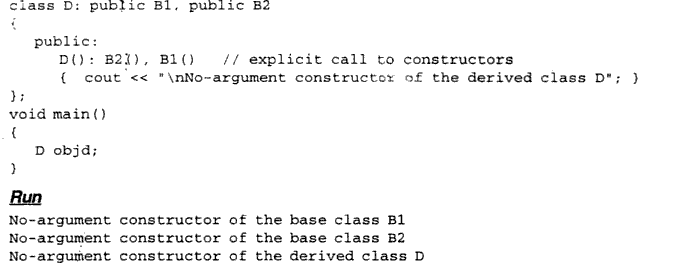 class D: public B1, public B2
{
public:
D(): B2(), B1() // explicit call to constructors
{ cout << "\nNo-argument constructor of the derived class D"; }
};
void main()
{
D objd;
}
Run
No-argument constructor of the base class B1
No-argument constructor of the base class B2
No-argument constructor of the derived class D